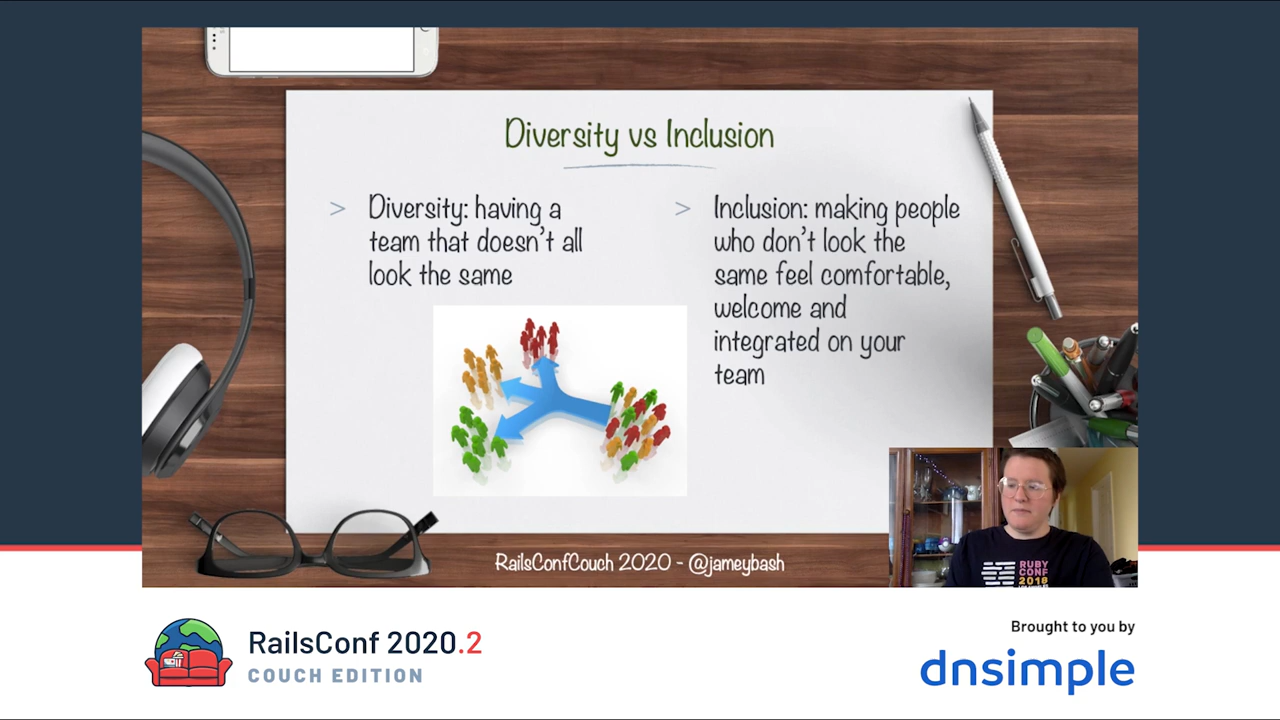 Diversity vs Inclusion
> Diversity: having a
team that doesn't all
look the same
> Inclusion: making people
who don't look the
same feel comfortable,
welcome and
integrated on your
team
RailsConfCouch 2020 - @jameybash
RUBY
CONF
2018
RailsConf 2020.2
COUCH EDITION
Brought to you by
dnsimple